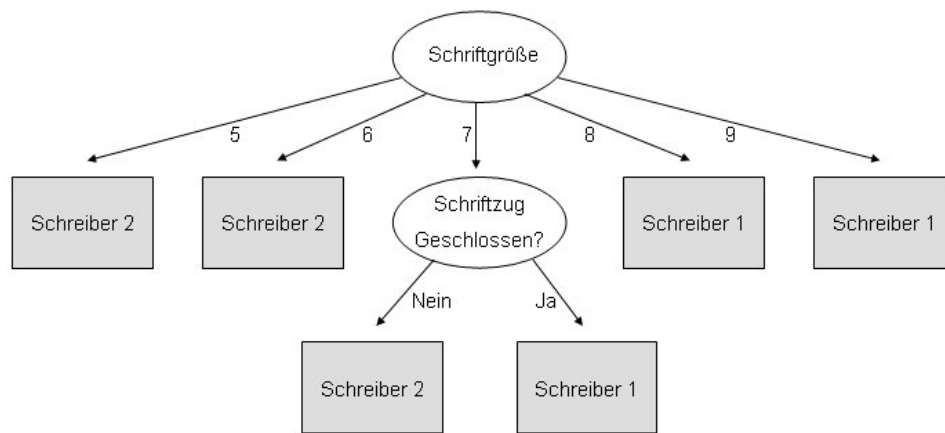 Schriftgröße
5
6
7
8
9
Schreiber 2
Schreiber 2
Schriftzug
Geschlossen?
Schreiber 1
Schreiber 1
Nein
Ja
Schreiber 2
Schreiber 1